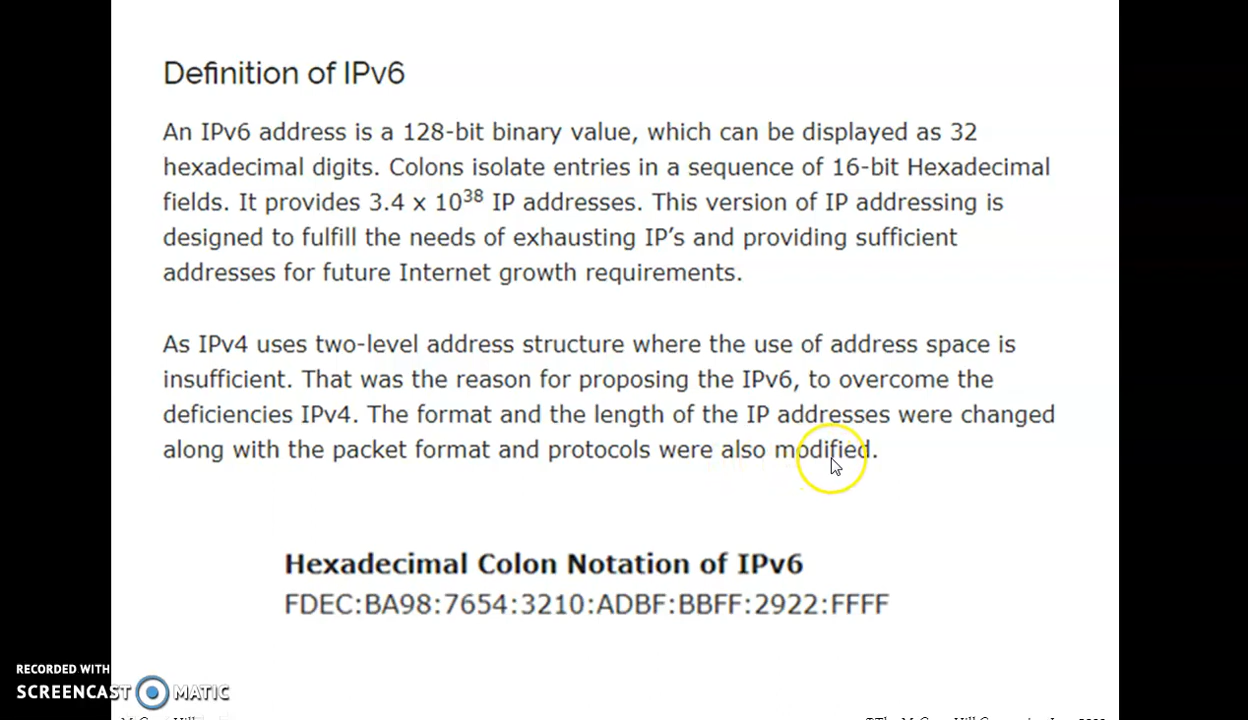 Definition of IPv6
An IPv6 address is a 128-bit binary value, which can be displayed as 32
hexadecimal digits. Colons isolate entries in a sequence of 16-bit Hexadecimal
fields. It provides 3.4 x 10³⁸ IP addresses. This version of IP addressing is
designed to fulfill the needs of exhausting IP’s and providing sufficient
addresses for future Internet growth requirements.
As IPv4 uses two-level address structure where the use of address space is
insufficient. That was the reason for proposing the IPv6, to overcome the
deficiencies IPv4. The format and the length of the IP addresses were changed
along with the packet format and protocols were also modified.
Hexadecimal Colon Notation of IPv6
FDEC:BA98:7654:3210:ADBF:BBFF:2922:FFFF
RECORDED WITH
SCREENCAST MATIC